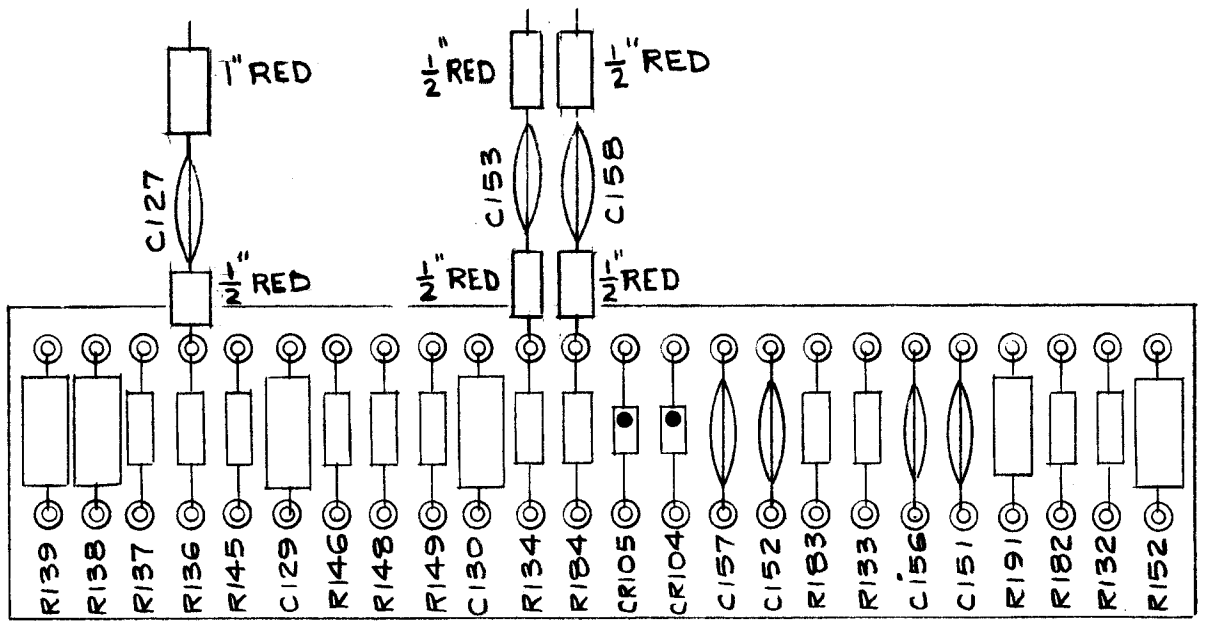 1" RED
1/2" RED
1/2" RED
C127
C153
C158
1/2" RED
1/2" RED
1/2" RED
R139
R138
R137
R136
R145
C129
R146
R148
R149
C130
R134
R184
CR105
CR104
C157
C152
R183
R133
C156
C151
R191
R182
R132
R152